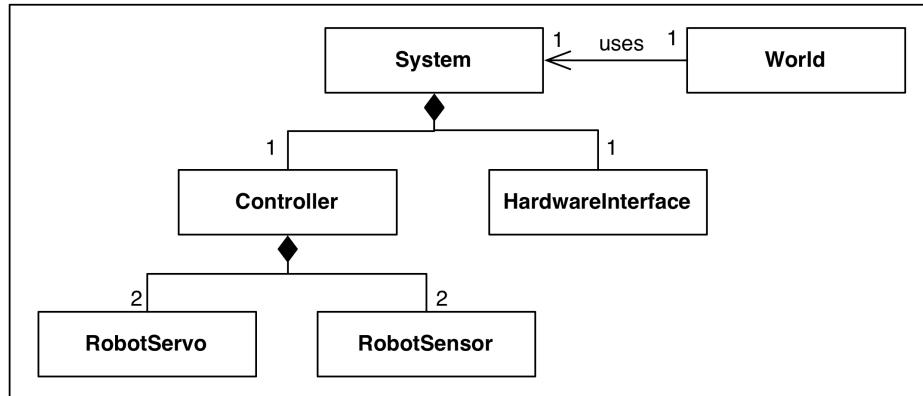 1 uses 1
System World
1 1
Controller HardwareInterface
2 2
RobotServo RobotSensor